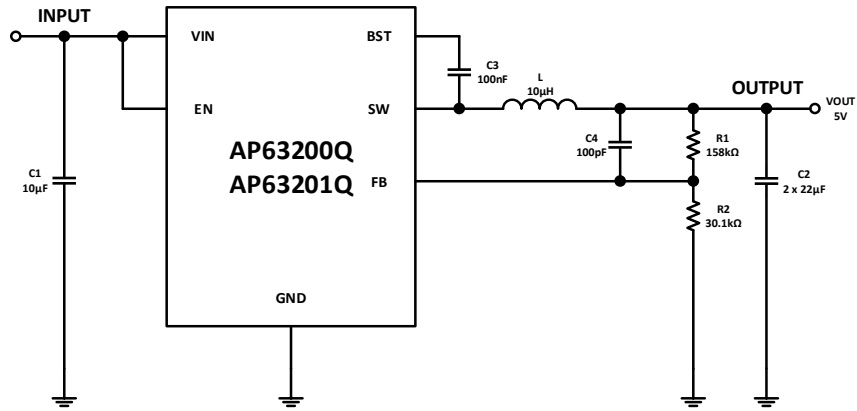 INPUT
VIN
BST
C3
100nF
L
10µH
OUTPUT
VOUT
5V
EN
SW
AP63200Q
AP63201Q
C4
100pF
R1
158kΩ
C1
10µF
FB
C2
2 x 22µF
R2
30.1kΩ
GND